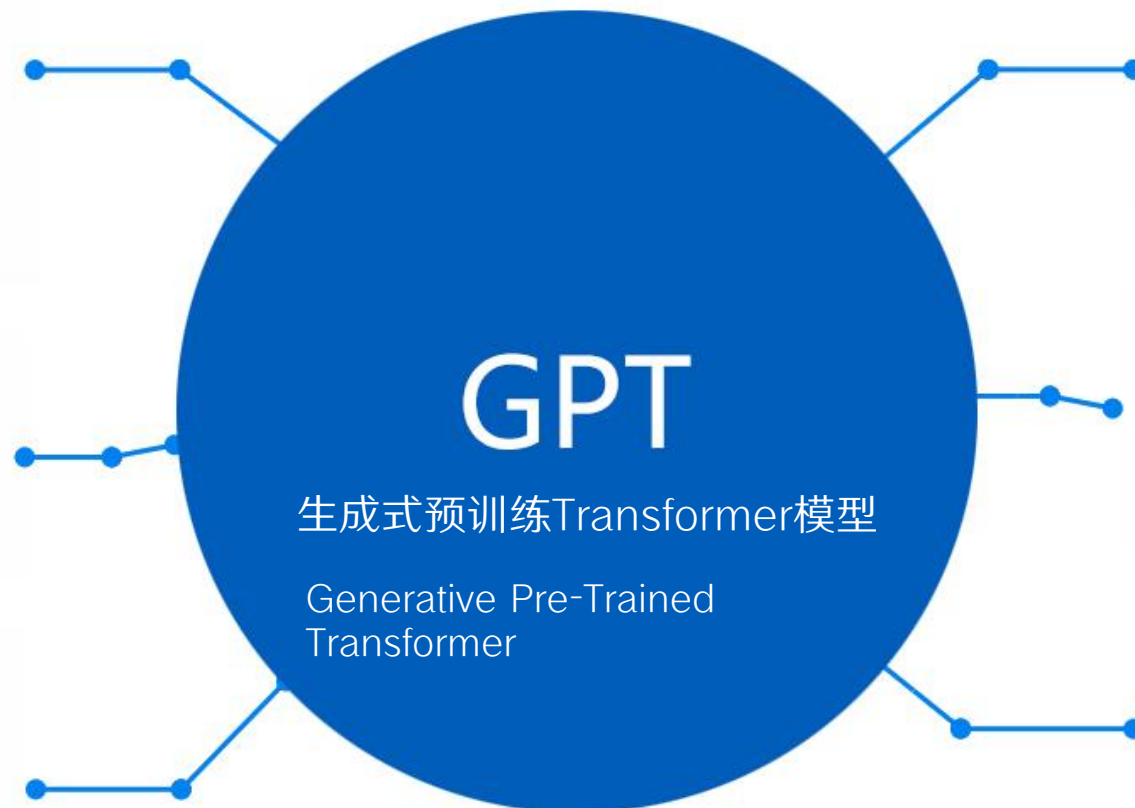 GPT
生成式预训练Transformer模型
Generative Pre-Trained
Transformer